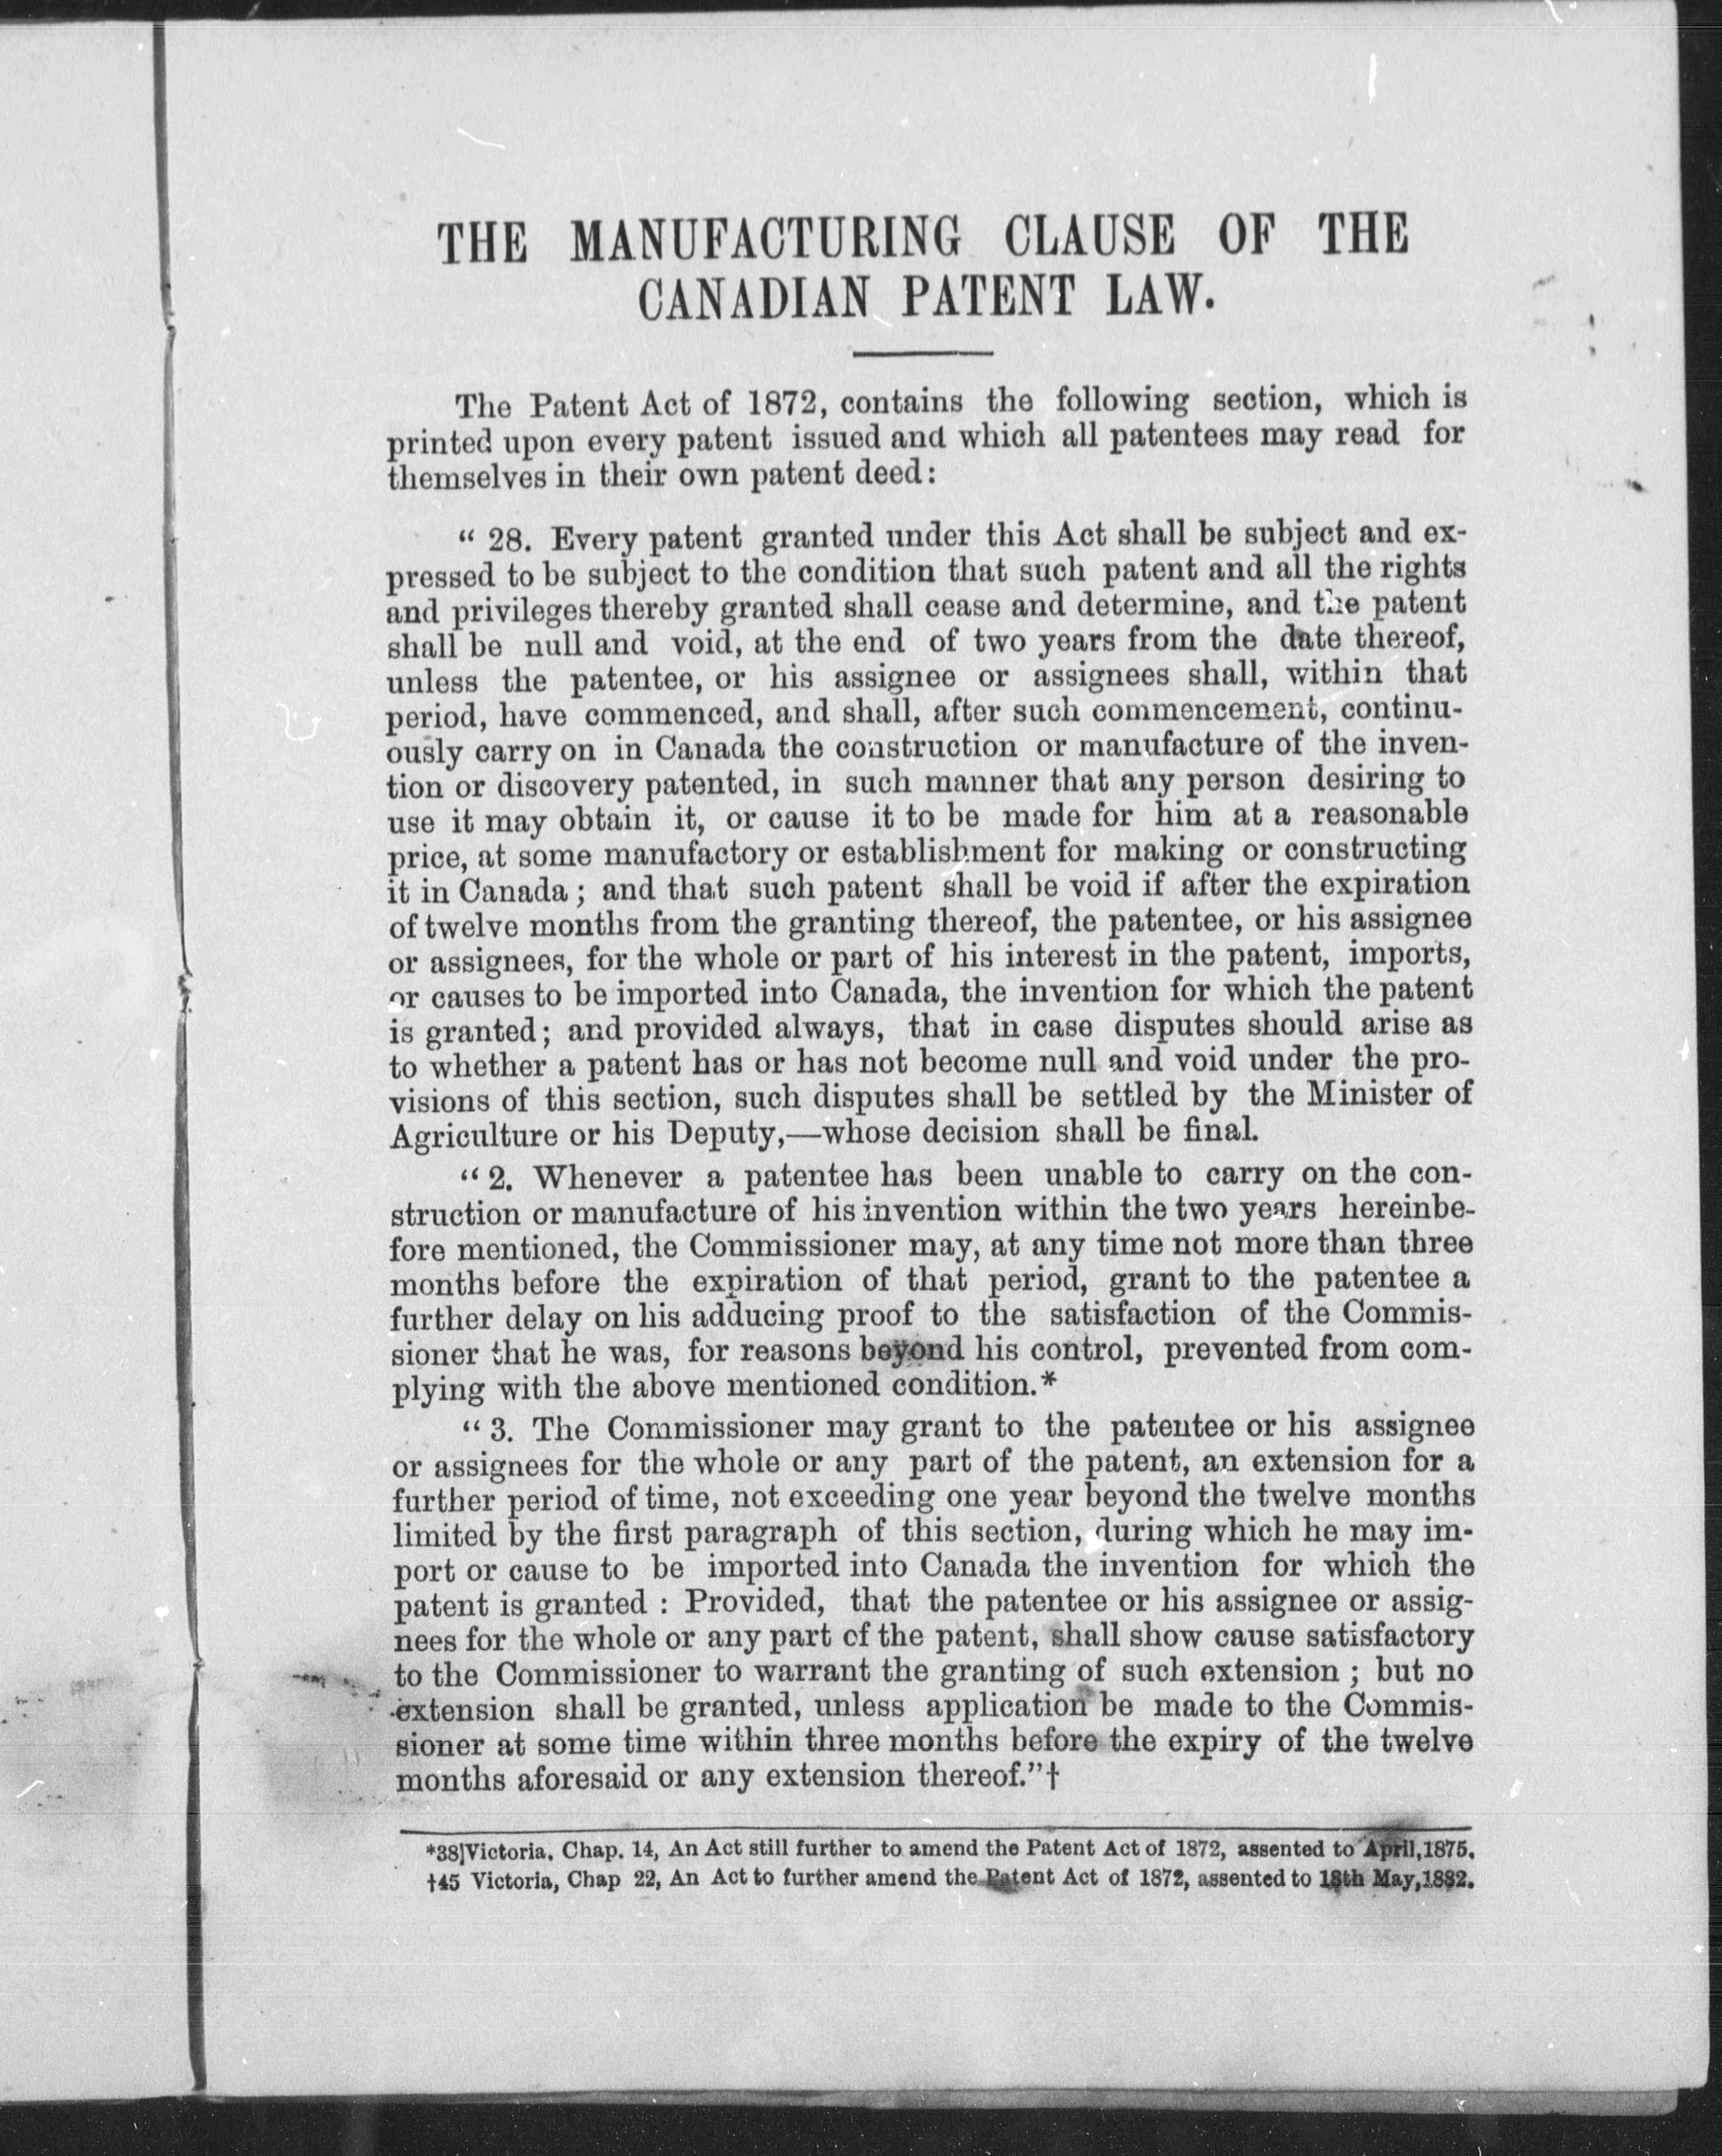 THE MANUFACTURING CLAUSE OF THE
CANADIAN PATENT LAW.
The Patent Act of 1872, contains the following section, which is
printed upon every patent issued and which all patentees may read for
themselves in their own patent deed:
“ 28. Every patent granted under this Act shall be subject and ex-
pressed to be subject to the condition that such patent and all the rights
and privileges thereby granted shall cease and determine, and the patent
shall be null and void, at the end of two years from the date thereof,
unless the patentee, or his assignee or assignees shall, within that
period, have commenced, and shall, after such commencement, continu-
ously carry on in Canada the construction or manufacture of the inven-
tion or discovery patented, in such manner that any person desiring to
use it may obtain it, or cause it to be made for him at a reasonable
price, at some manufactory or establishment for making or constructing
it in Canada ; and that such patent shall be void if after the expiration
of twelve months from the granting thereof, the patentee, or his assignee
or assignees, for the whole or part of his interest in the patent, imports,
or causes to be imported into Canada, the invention for which the patent
is granted; and provided always, that in case disputes should arise as
to whether a patent has or has not become null and void under the pro-
visions of this section, such disputes shall be settled by the Minister of
Agriculture or his Deputy,—whose decision shall be final.
“ 2. Whenever a patentee has been unable to carry on the con-
struction or manufacture of his invention within the two years hereinbe-
fore mentioned, the Commissioner may, at any time not more than three
months before the expiration of that period, grant to the patentee a
further delay on his adducing proof to the satisfaction of the Commis-
sioner that he was, for reasons beyond his control, prevented from com-
plying with the above mentioned condition.*
“ 3. The Commissioner may grant to the patentee or his assignee
or assignees for the whole or any part of the patent, an extension for a
further period of time, not exceeding one year beyond the twelve months
limited by the first paragraph of this section, during which he may im-
port or cause to be imported into Canada the invention for which the
patent is granted : Provided, that the patentee or his assignee or assig-
nees for the whole or any part of the patent, shall show cause satisfactory
to the Commissioner to warrant the granting of such extension ; but no
extension shall be granted, unless application be made to the Commis-
sioner at some time within three months before the expiry of the twelve
months aforesaid or any extension thereof.”†
*38]Victoria, Chap. 14, An Act still further to amend the Patent Act of 1872, assented to April,1875.
†45 Victoria, Chap 22, An Act to further amend the Patent Act of 1872, assented to 18th May,1882.